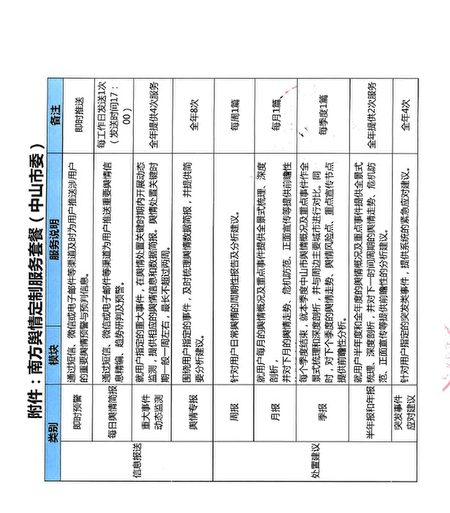 附件：南方舆情定制服务套餐（中山市委）
类别 模块 服务说明 备注
信息报送
即时预警
通过短信、微信或电子邮件等渠道及时为用户推送涉用户
的重要舆情预警与预判信息。
即时推送
每日舆情简报
通过短信、微信或电子邮件等渠道为用户推送重要舆情信
息精编、趋势研判及预警。
每工作日发送1次
（发送时间17：
00）
重大事件
动态监测
就用户指定的重大事件，在舆情处置关键时期内开展动态
监测，提供相应的舆情信息和数据简报。舆情处置关键时
期一般一周左右，最长不超过两周。
全年提供4次服务
舆情专报
围绕用户指定的事件，及时梳理舆情数据简报，并提供简
要分析建议。
全年8次
处置建议
周报
针对用户日常舆情的周期性报告及分析建议。
每周1篇
月报
就用户每月的舆情概况及重点事件提供全景式梳理、深度
剖析，
并对下月的舆情走势、危机防范、正面宣传等提供前瞻性
每月1篇
季报
每个季度结束，就本季度中山市舆情概况及重点事件作全
景式梳理和深度剖析，并与周边主要城市进行对比。同
时，对下个季度的舆情走势、舆情风险点、重点宣传节点
提供前瞻性分析。
每季度1篇
半年报和年报
就用户半年度和全年度的舆情概况及重点事件提供全景式
梳理、深度剖析，并对下一时间周期的舆情走势、危机防
范、正面宣传等提供前瞻性的分析建议。
全年提供2次服务
突发事件
应对建议
针对用户指定的突发类事件，提供系统的紧急应对建议。
全年4次